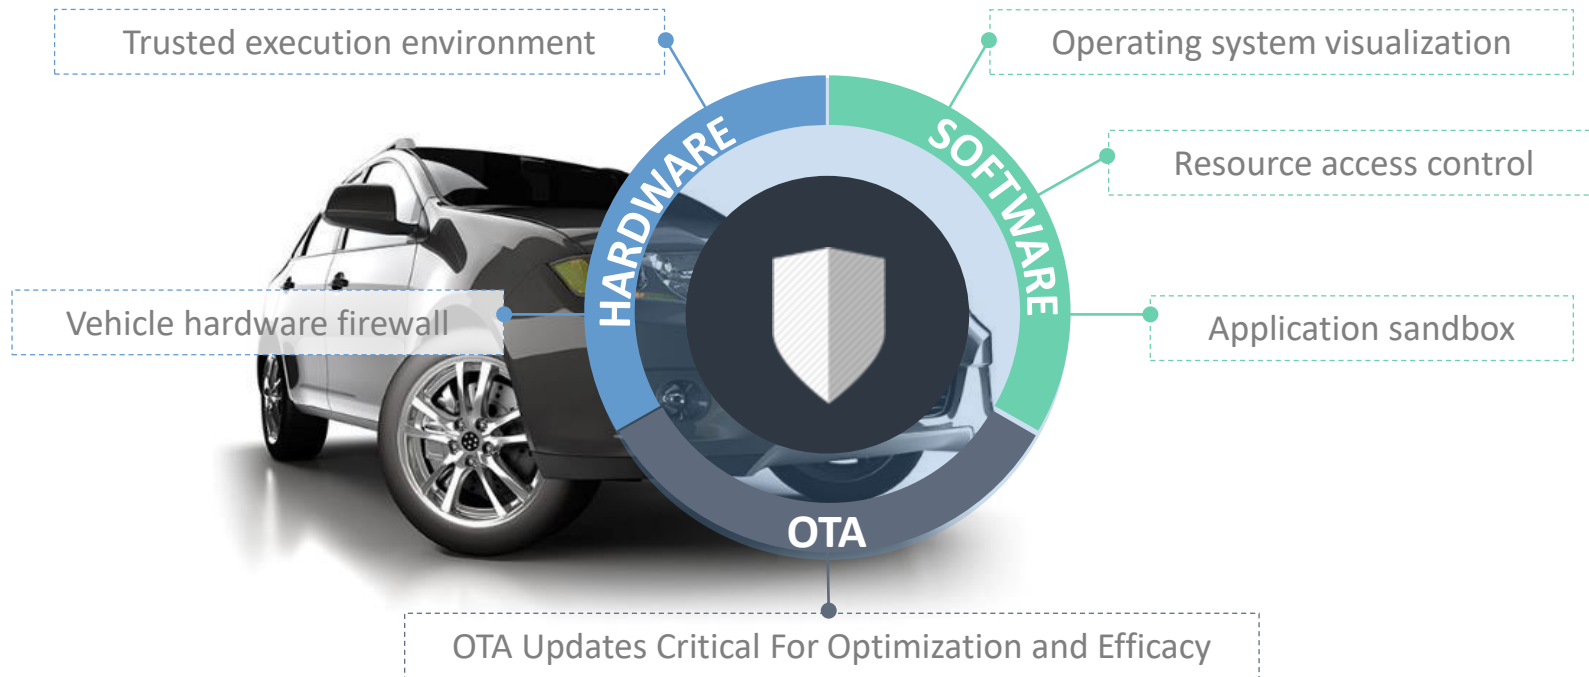 Trusted execution environment
Operating system visualization
HARDWARE
SOFTWARE
Resource access control
Vehicle hardware firewall
Application sandbox
OTA
OTA Updates Critical For Optimization and Efficacy